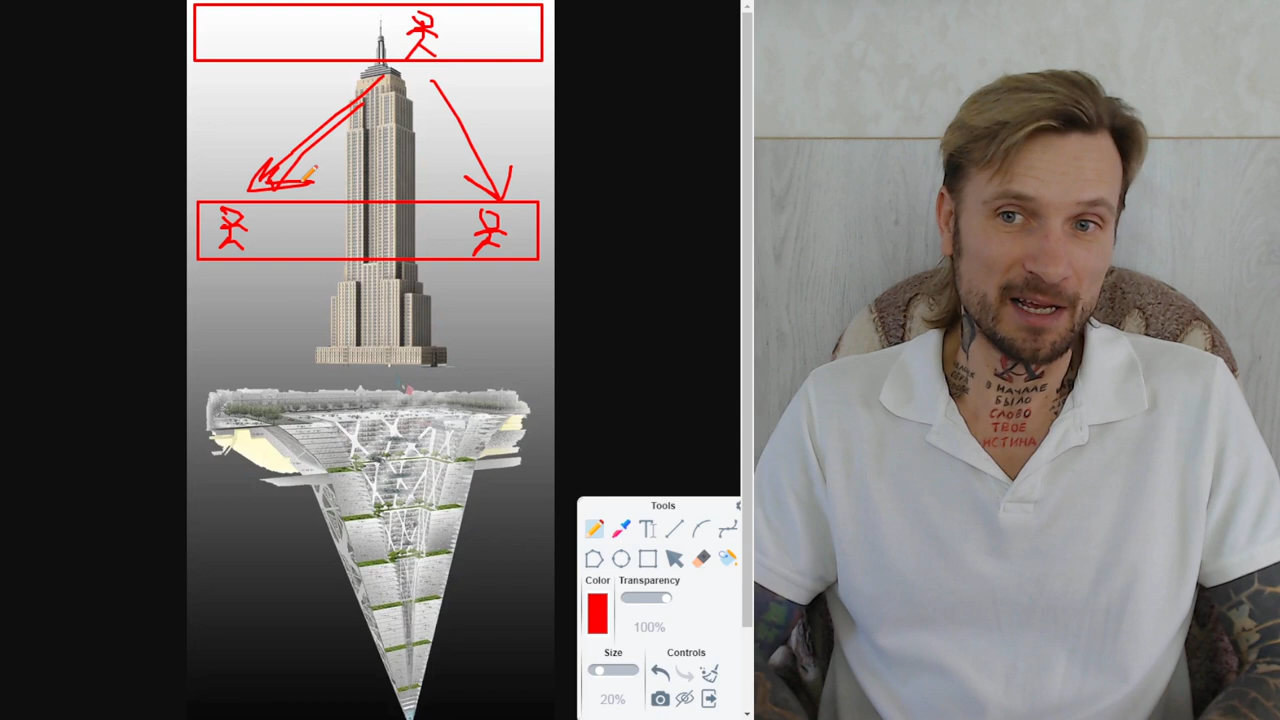 Tools
Color
Transparency
100%
Size
Controls
20%
В НАЧАЛЕ
БЫЛО
СЛОВО
ТВОЕ
ИСТИНА